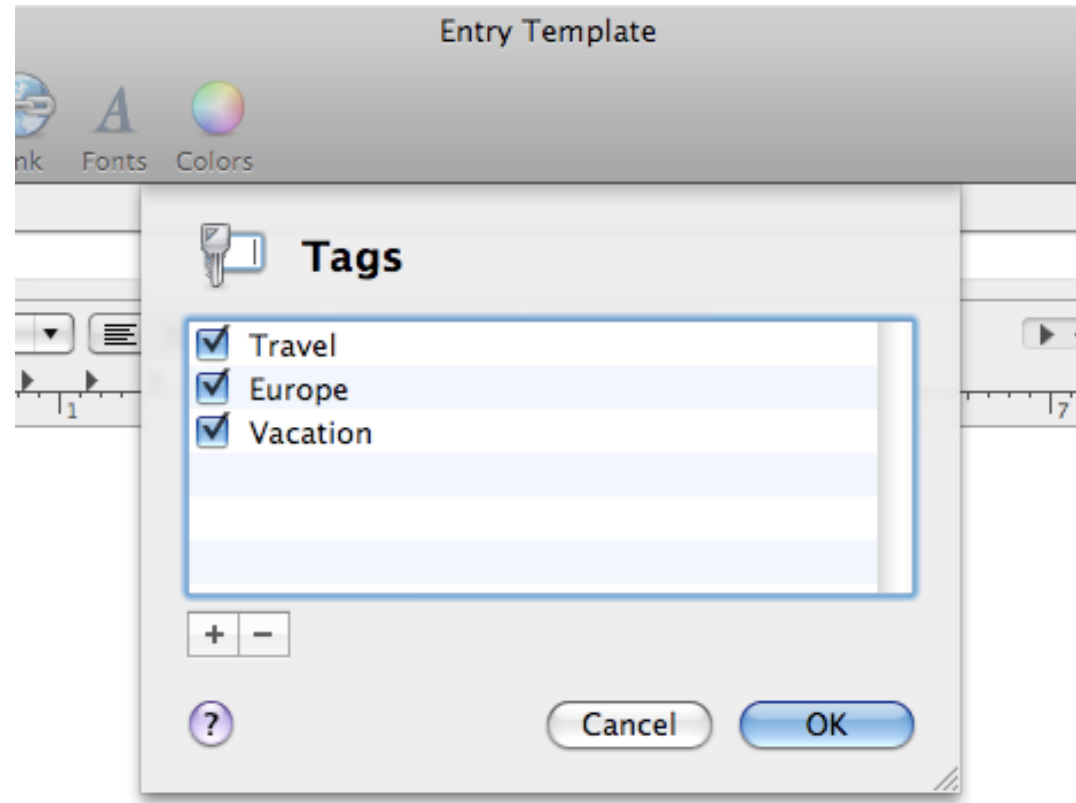 Entry Template
nk Fonts Colors
Tags
Travel
Europe
Vacation
1
7
+ −
? Cancel OK